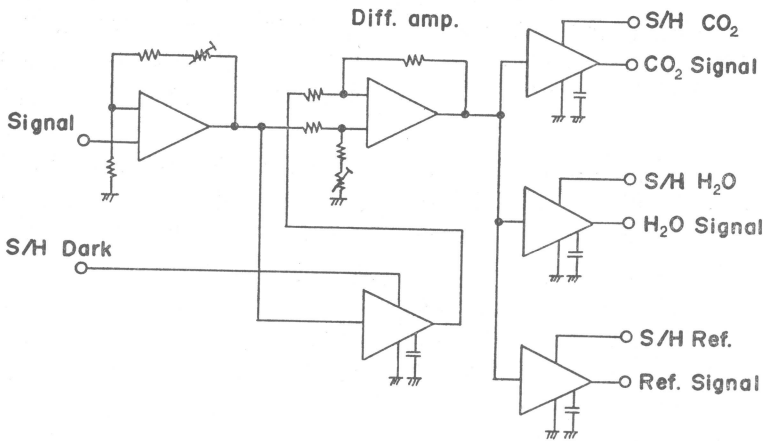 Diff. amp.
S/H CO₂
CO₂ Signal
Signal
S/H H₂O
H₂O Signal
S/H Dark
S/H Ref.
Ref. Signal